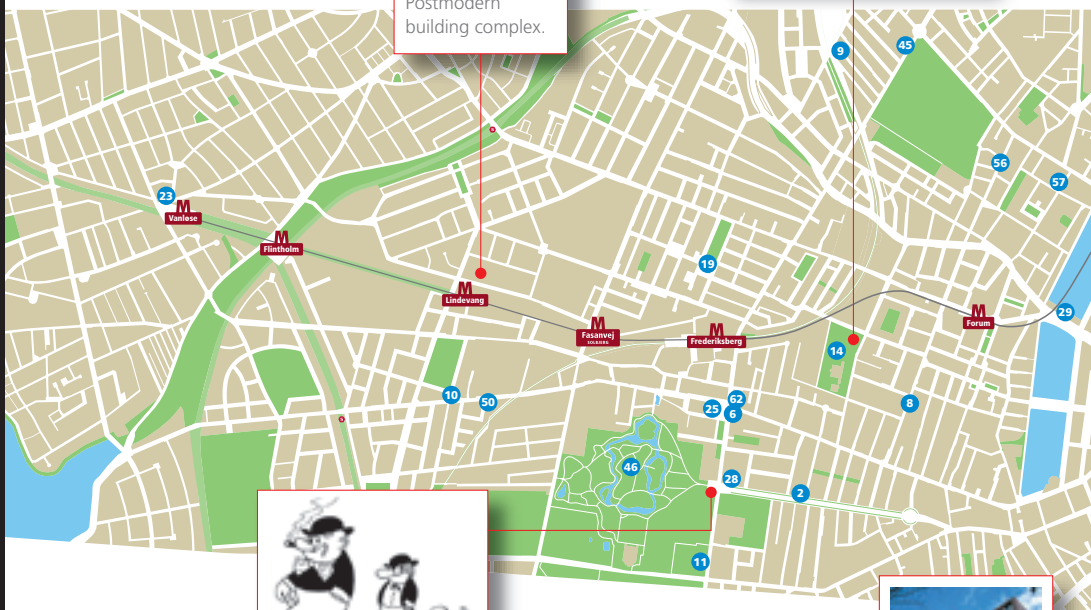 Postmodern
building complex.
9
45
56
57
23
M
Vanløse
M
Flintholm
19
M
Lindevang
M
Fasanvej
SOLBJERG
M
Frederiksberg
M
Forum
29
14
10
50
62
25
6
8
46
28
2
11